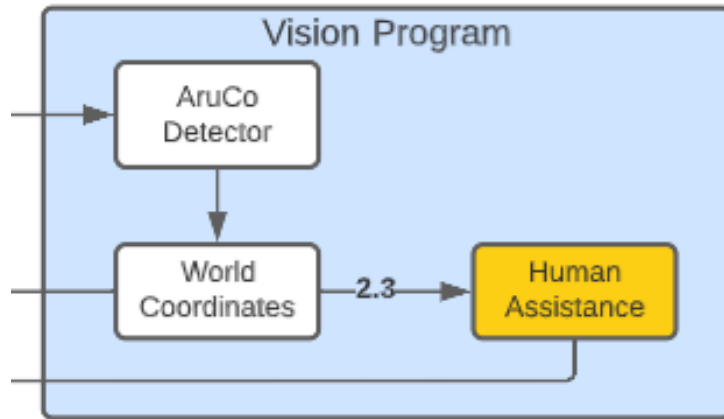 Vision Program
AruCo
Detector
World
Coordinates
2.3
Human
Assistance